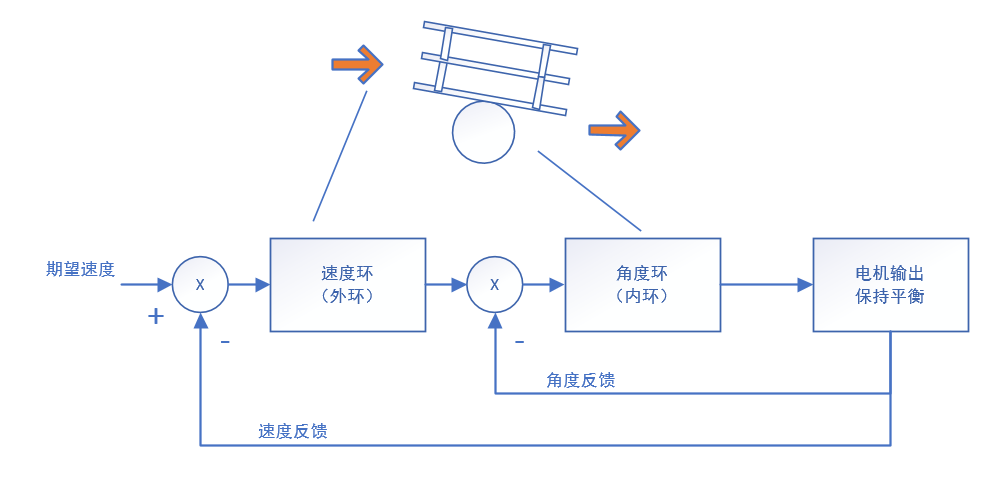 期望速度
+
X
-
速度环
（外环）
X
-
角度环
（内环）
电机输出
保持平衡
角度反馈
速度反馈